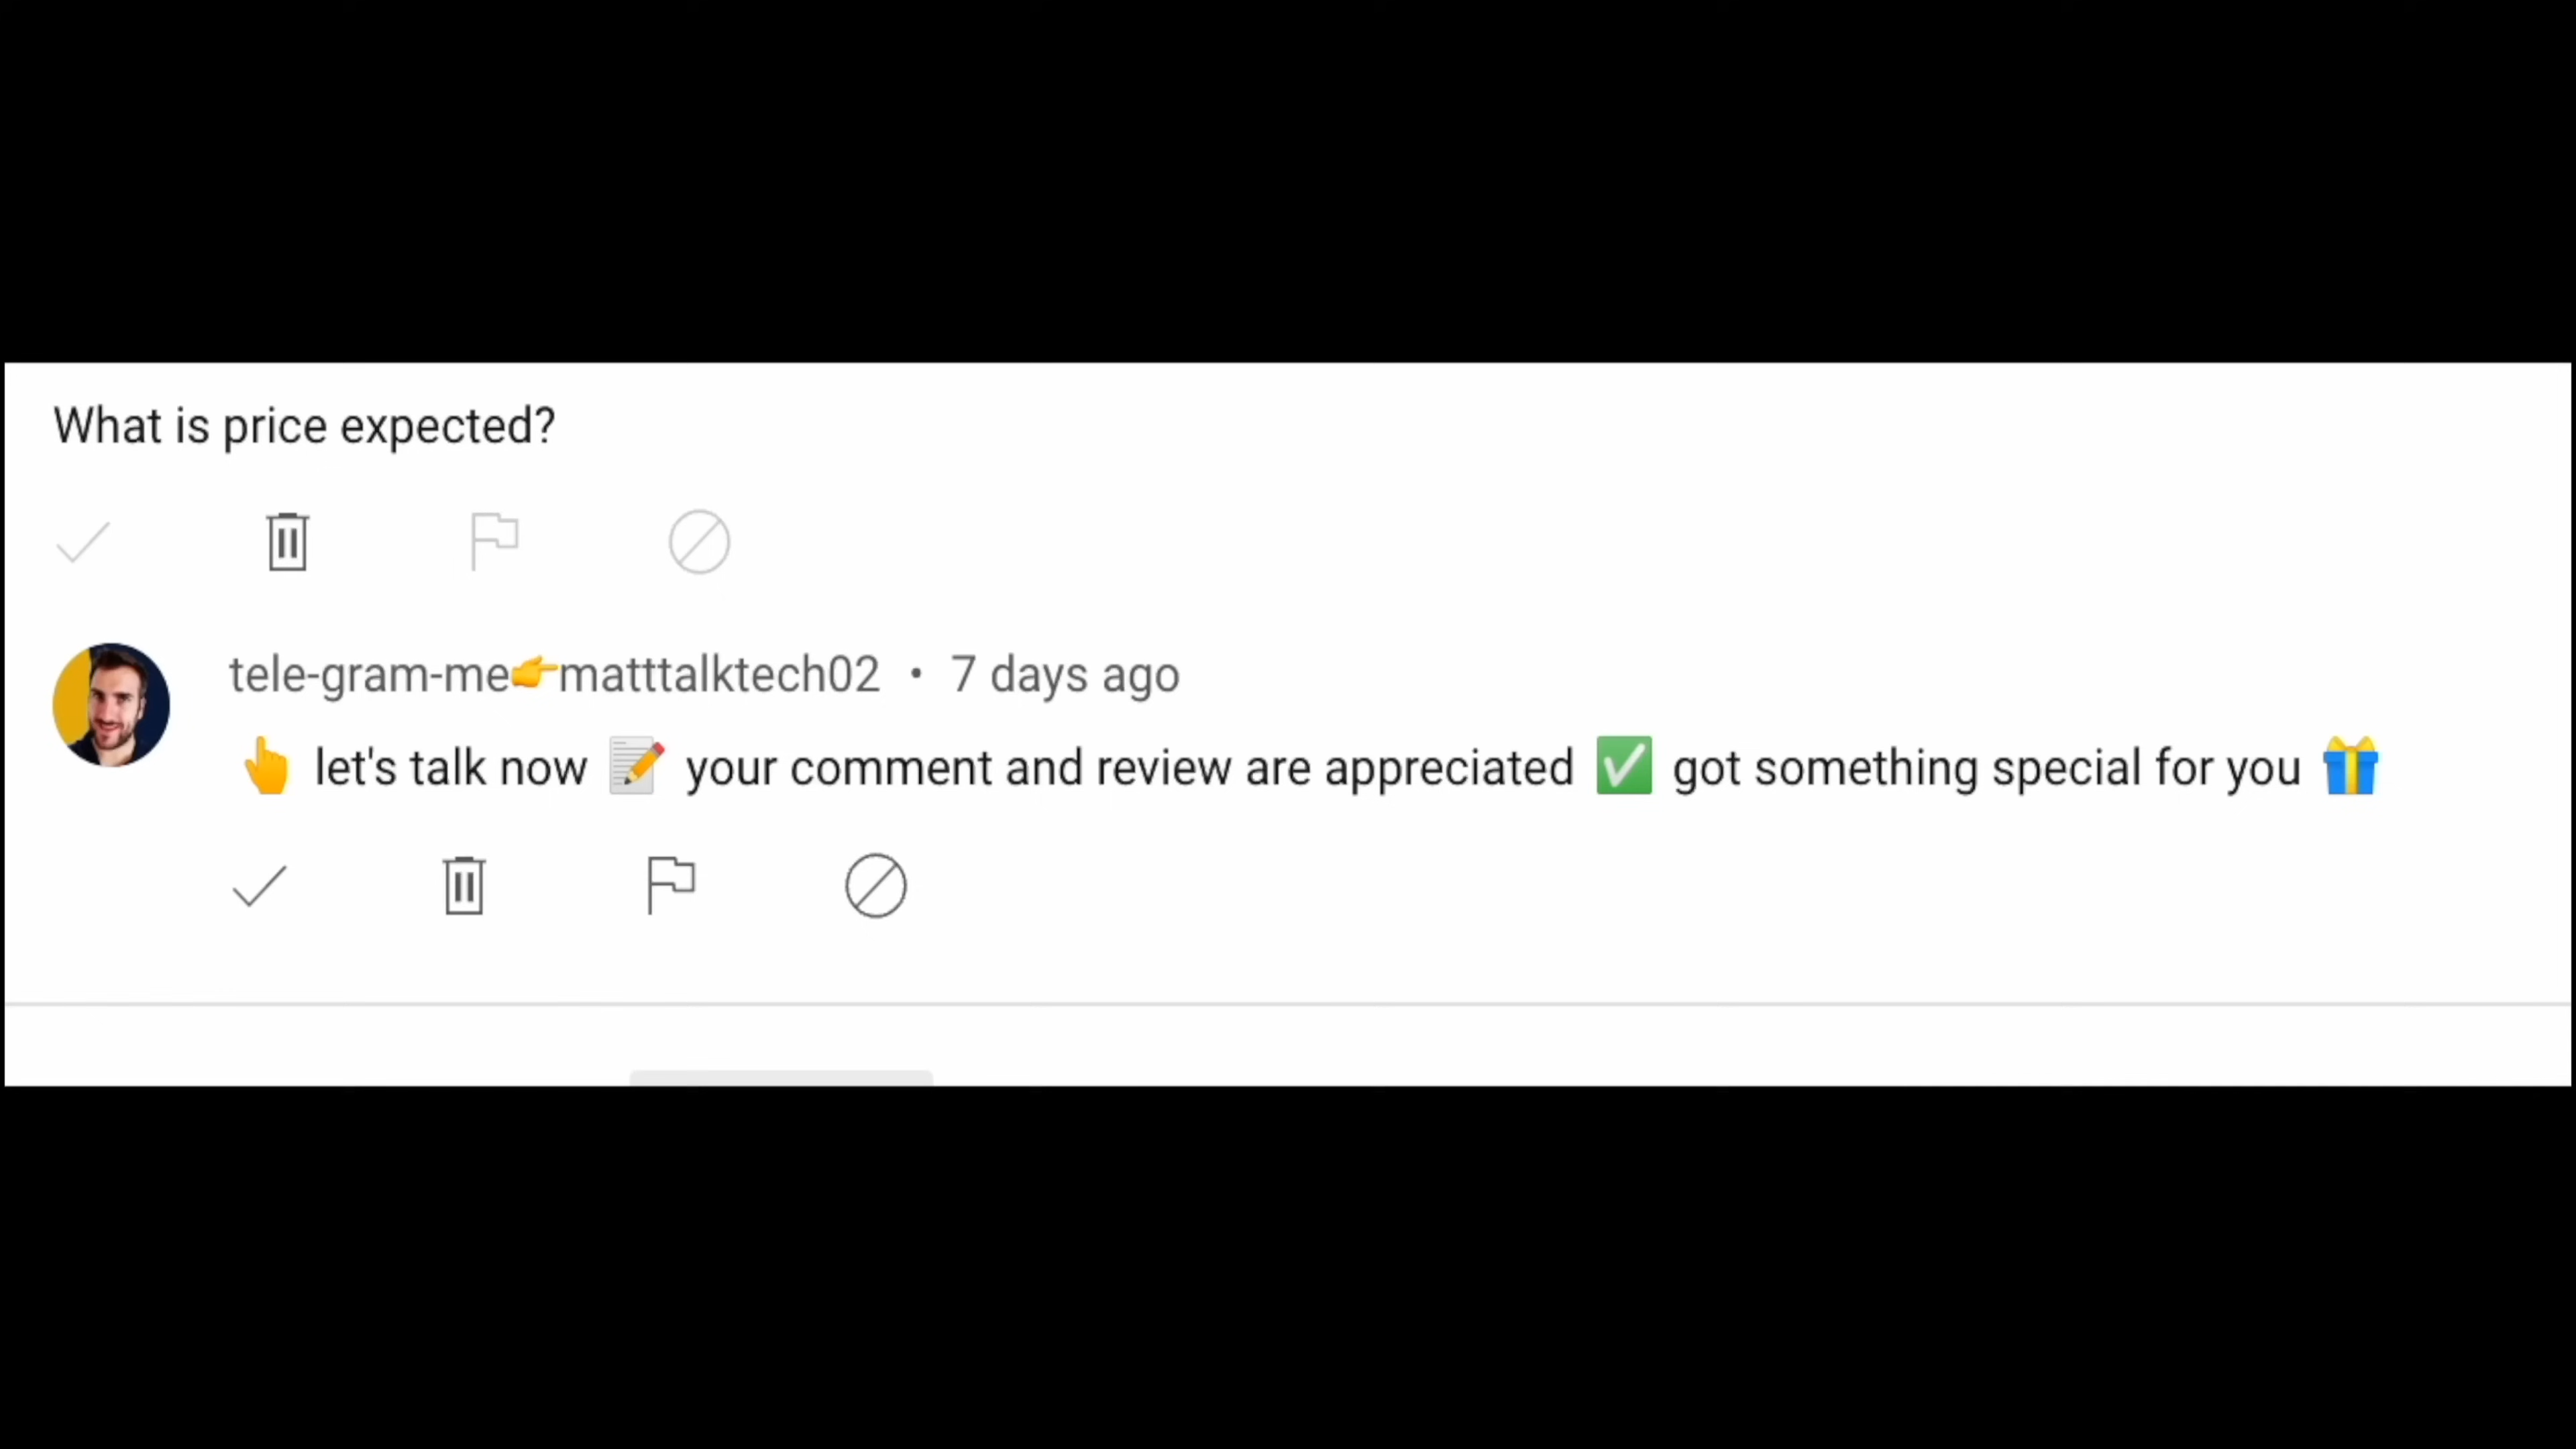 What is price expected?
tele-gram-me👉matttalktech02 • 7 days ago
👆 let's talk now 📝 your comment and review are appreciated ✅ got something special for you 🎁